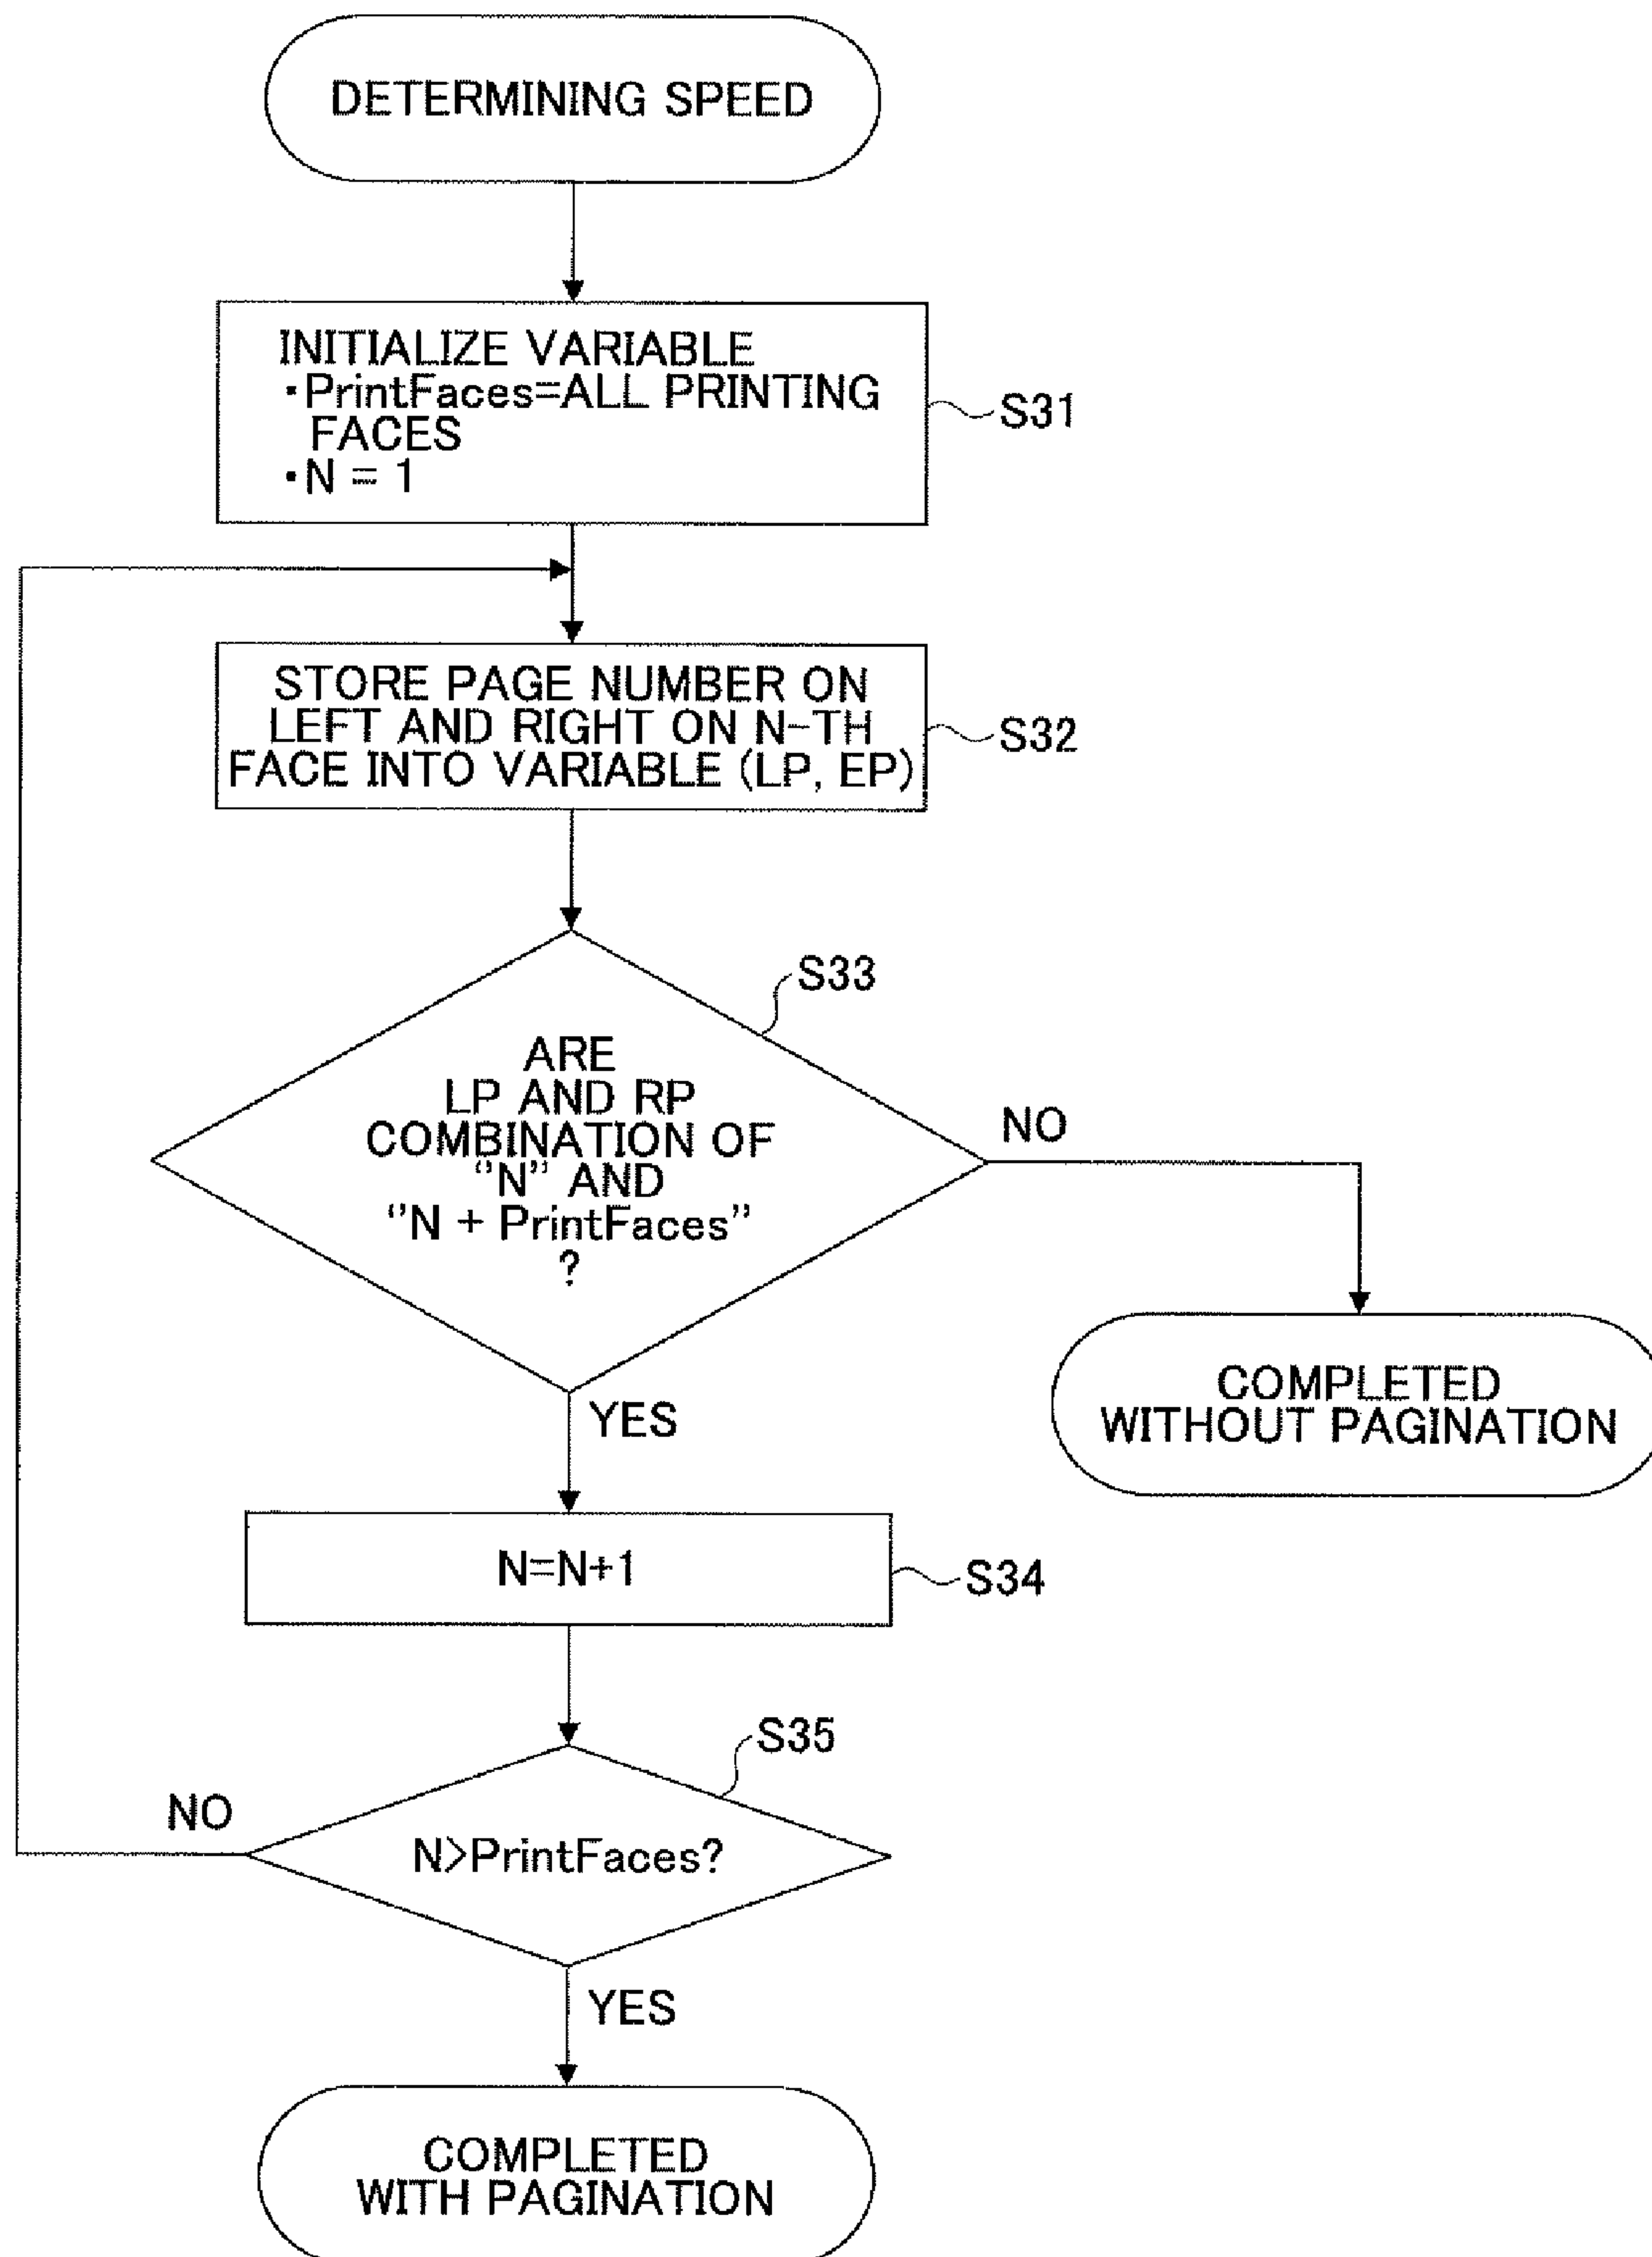 DETERMINING SPEED
INITIALIZE VARIABLE
・PrintFaces=ALL PRINTING
FACES
・N = 1
S31
STORE PAGE NUMBER ON
LEFT AND RIGHT ON N-TH
FACE INTO VARIABLE (LP, EP)
S32
S33
ARE
LP AND RP
COMBINATION OF
"N" AND
"N + PrintFaces"
?
NO
COMPLETED
WITHOUT PAGINATION
YES
N=N+1
S34
S35
NO
N>PrintFaces?
YES
COMPLETED
WITH PAGINATION